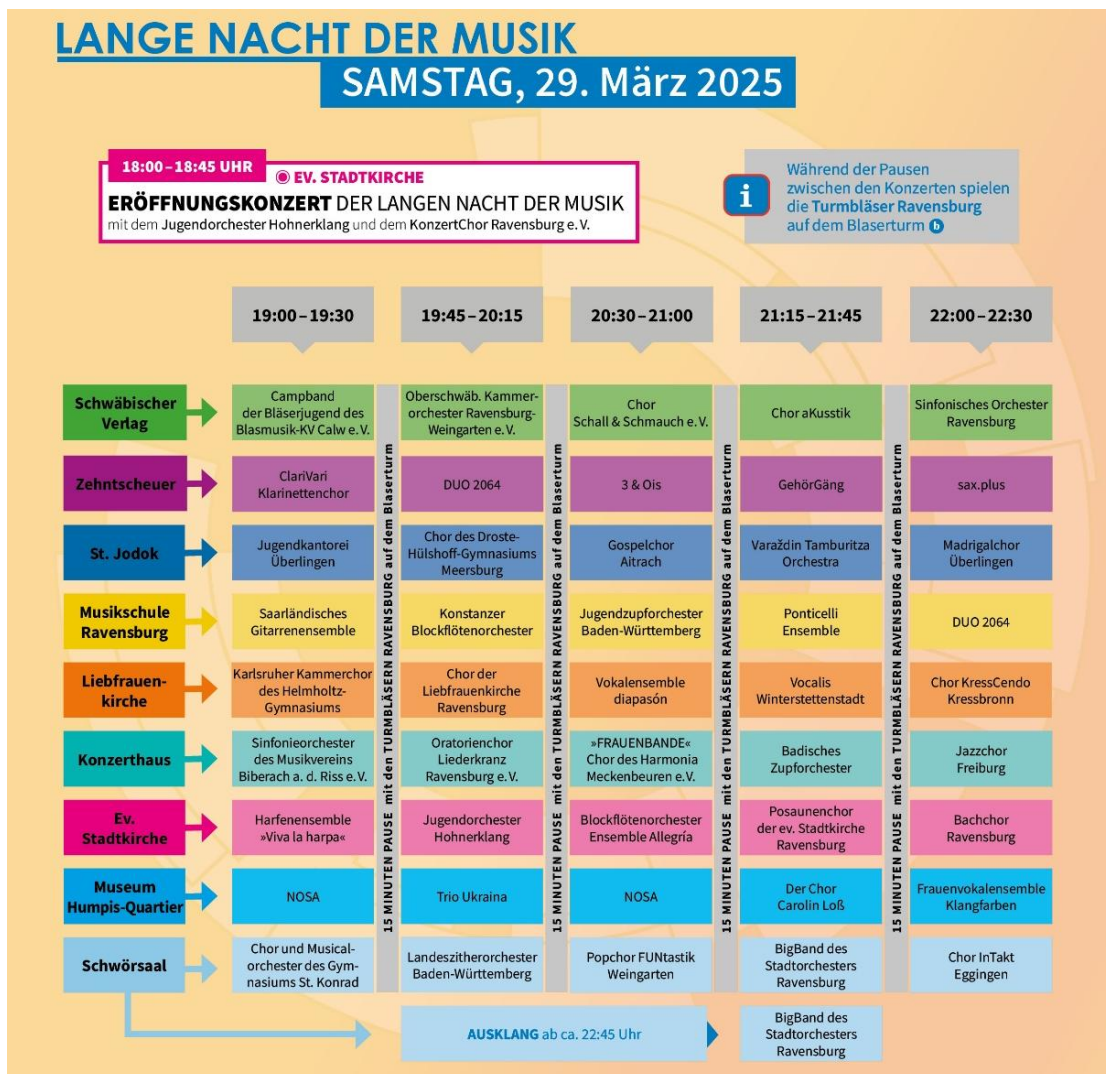 LANGE NACHT DER MUSIK
SAMSTAG, 29. März 2025
18:00–18:45 UHR
EV. STADTKIRCHE
ERÖFFNUNGSKONZERT DER LANGEN NACHT DER MUSIK
mit dem Jugendorchester Hohnerklang und dem KonzertChor Ravensburg e. V.
i
Während der Pausen
zwischen den Konzerten spielen
die Turmbläser Ravensburg
auf dem Blaserturm b
19:00–19:30
19:45–20:15
20:30–21:00
21:15–21:45
22:00–22:30
Schwäbischer
Verlag
Campband
der Bläserjugend des
Blasmusik-KV Calw e. V.
Oberschwäb. Kammer-
orchester Ravensburg-
Weingarten e. V.
Chor
Schall & Schmauch e. V.
Chor aKusstik
Sinfonisches Orchester
Ravensburg
Zehntscheuer
ClariVari
Klarinettenchor
DUO 2064
3 & Ois
GehörGäng
sax.plus
St. Jodok
Jugendkantorei
Überlingen
Chor des Droste-
Hülshoff-Gymnasiums
Meersburg
Gospelchor
Aitrach
Varaždin Tamburitza
Orchestra
Madrigalchor
Überlingen
Musikschule
Ravensburg
Saarländisches
Gitarrenensemble
Konstanzer
Blockflötenorchester
Jugendzupforchester
Baden-Württemberg
Ponticelli
Ensemble
DUO 2064
Liebfrauen-
kirche
Karlsruher Kammerchor
des Helmholtz-
Gymnasiums
Chor der
Liebfrauenkirche
Ravensburg
Vokalensemble
diapasón
Vocalis
Winterstettenstadt
Chor KressCendo
Kressbronn
Konzerthaus
Sinfonieorchester
des Musikvereins
Biberach a. d. Riss e. V.
Oratorienchor
Liederkranz
Ravensburg e. V.
»FRAUENBANDE«
Chor des Harmonia
Meckenbeuren e. V.
Badisches
Zupforchester
Jazzchor
Freiburg
Ev.
Stadtkirche
Harfenensemble
»Viva la harpa«
Jugendorchester
Hohnerklang
Blockflötenorchester
Ensemble Allegría
Posaunenchor
der ev. Stadtkirche
Ravensburg
Bachchor
Ravensburg
Museum
Humpis-Quartier
NOSA
Trio Ukraina
NOSA
Der Chor
Carolin Loß
Frauenvokalensemble
Klangfarben
Schwörsaal
Chor und Musical-
orchester des Gym-
nasiums St. Konrad
Landeszitherorchester
Baden-Württemberg
Popchor FUNtastik
Weingarten
BigBand des
Stadtorchesters
Ravensburg
Chor InTakt
Eggingen
15 MINUTEN PAUSE mit den TURMBLÄSERN RAVENSBURG auf dem Blaserturm
15 MINUTEN PAUSE mit den TURMBLÄSERN RAVENSBURG auf dem Blaserturm
15 MINUTEN PAUSE mit den TURMBLÄSERN RAVENSBURG auf dem Blaserturm
15 MINUTEN PAUSE mit den TURMBLÄSERN RAVENSBURG auf dem Blaserturm
AUSKLANG ab ca. 22:45 Uhr
BigBand des
Stadtorchesters
Ravensburg